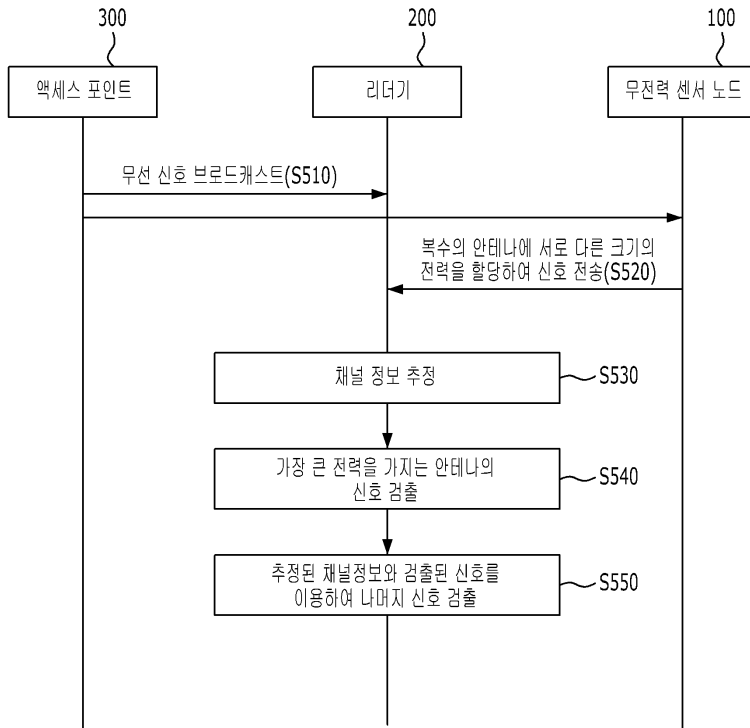 300
200
100
액세스 포인트
리더기
무전력 센서 노드
무선 신호 브로드캐스트(S510)
복수의 안테나에 서로 다른 크기의
전력을 할당하여 신호 전송(S520)
채널 정보 추정
S530
가장 큰 전력을 가지는 안테나의
신호 검출
S540
추정된 채널정보와 검출된 신호를
이용하여 나머지 신호 검출
S550